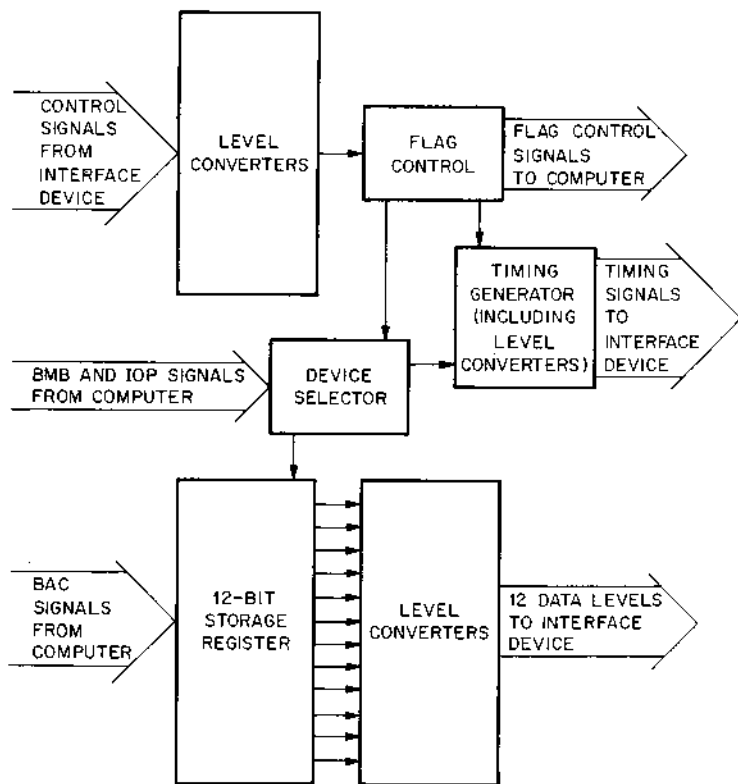 CONTROL
SIGNALS
FROM
INTERFACE
DEVICE
LEVEL
CONVERTERS
FLAG
CONTROL
FLAG CONTROL
SIGNALS
TO COMPUTER
TIMING
GENERATOR
(INCLUDING
LEVEL
CONVERTERS)
TIMING
SIGNALS
TO
INTERFACE
DEVICE
BMB AND IOP SIGNALS
FROM COMPUTER
DEVICE
SELECTOR
BAC
SIGNALS
FROM
COMPUTER
12-BIT
STORAGE
REGISTER
LEVEL
CONVERTERS
12 DATA LEVELS
TO INTERFACE
DEVICE